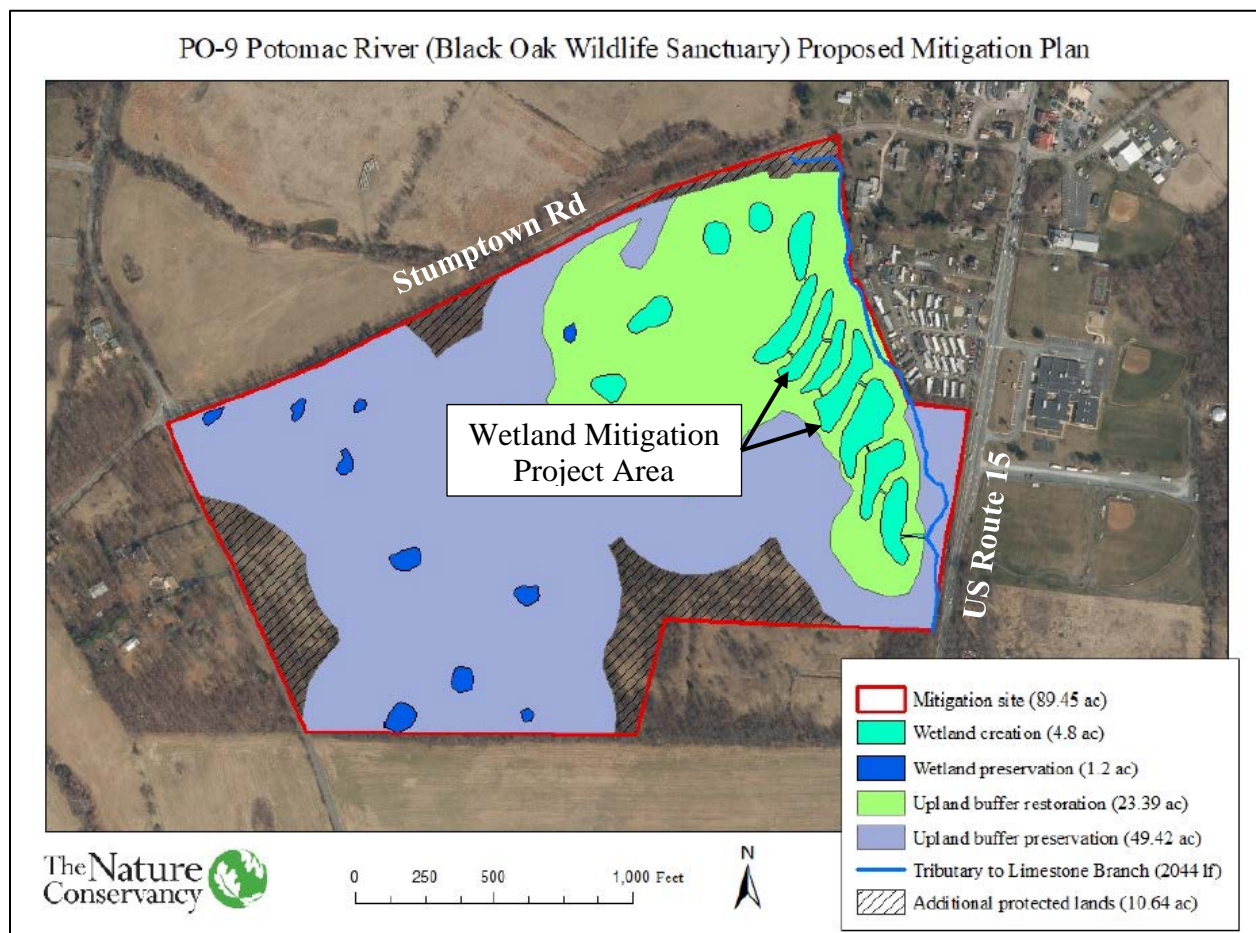 PO-9 Potomac River (Black Oak Wildlife Sanctuary) Proposed Mitigation Plan
Stumptown Rd
Wetland Mitigation
Project Area
US Route 15
Mitigation site (89.45 ac)
Wetland creation (4.8 ac)
Wetland preservation (1.2 ac)
Upland buffer restoration (23.39 ac)
Upland buffer preservation (49.42 ac)
Tributary to Limestone Branch (2044 lf)
Additional protected lands (10.64 ac)
The Nature
Conservancy
0 250 500 1,000 Feet
N